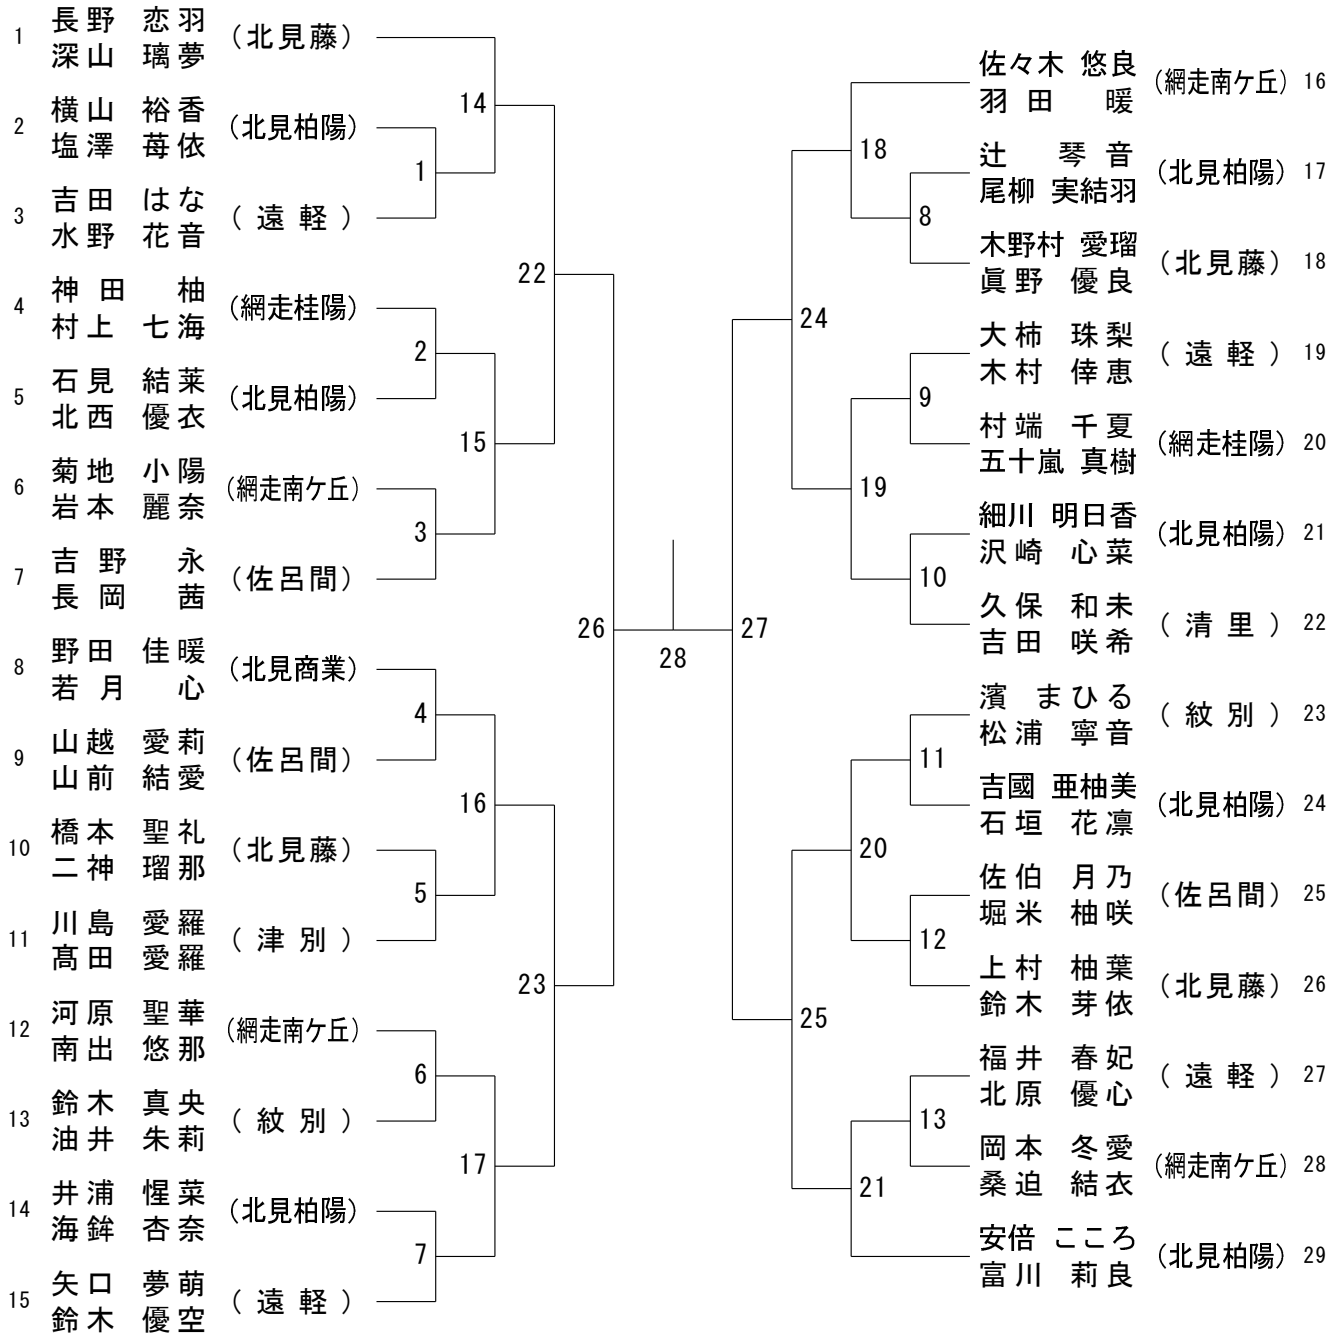 1 長野 恋羽 (北見藤)
深山 璃夢
2 横山 裕香 (北見柏陽)
塩澤 苺依
3 吉田 はな (遠軽)
水野 花音
4 神田 柚 (網走桂陽)
村上 七海
5 石見 結菜 (北見柏陽)
北西 優衣
6 菊地 小陽 (網走南ケ丘)
岩本 麗奈
7 吉野 永 (佐呂間)
長岡 茜
8 野田 佳暖 (北見商業)
若月 心
9 山越 愛莉 (佐呂間)
山前 結愛
10 橋本 聖礼 (北見藤)
二神 瑠那
11 川島 愛羅 (津別)
髙田 愛羅
12 河原 聖華 (網走南ケ丘)
南出 悠那
13 鈴木 真央 (紋別)
油井 朱莉
14 井浦 惺菜 (北見柏陽)
海鉾 杏奈
15 矢口 夢萌 (遠軽)
鈴木 優空
14
1
22
2
15
3
26
4
16
5
23
6
17
7
28
27
18
8
24
9
19
10
11
20
12
25
13
21
佐々木 悠良 (網走南ケ丘) 16
羽田 暖
辻 琴音 (北見柏陽) 17
尾柳 実結羽
木野村 愛瑠 (北見藤) 18
眞野 優良
大柿 珠梨 (遠軽) 19
木村 倖恵
村端 千夏 (網走桂陽) 20
五十嵐 真樹
細川 明日香 (北見柏陽) 21
沢崎 心菜
久保 和未 (清里) 22
吉田 咲希
濱 まひる (紋別) 23
松浦 寧音
吉國 亜柚美 (北見柏陽) 24
石垣 花凛
佐伯 月乃 (佐呂間) 25
堀米 柚咲
上村 柚葉 (北見藤) 26
鈴木 芽依
福井 春妃 (遠軽) 27
北原 優心
岡本 冬愛 (網走南ケ丘) 28
桑迫 結衣
安倍 こころ (北見柏陽) 29
富川 莉良